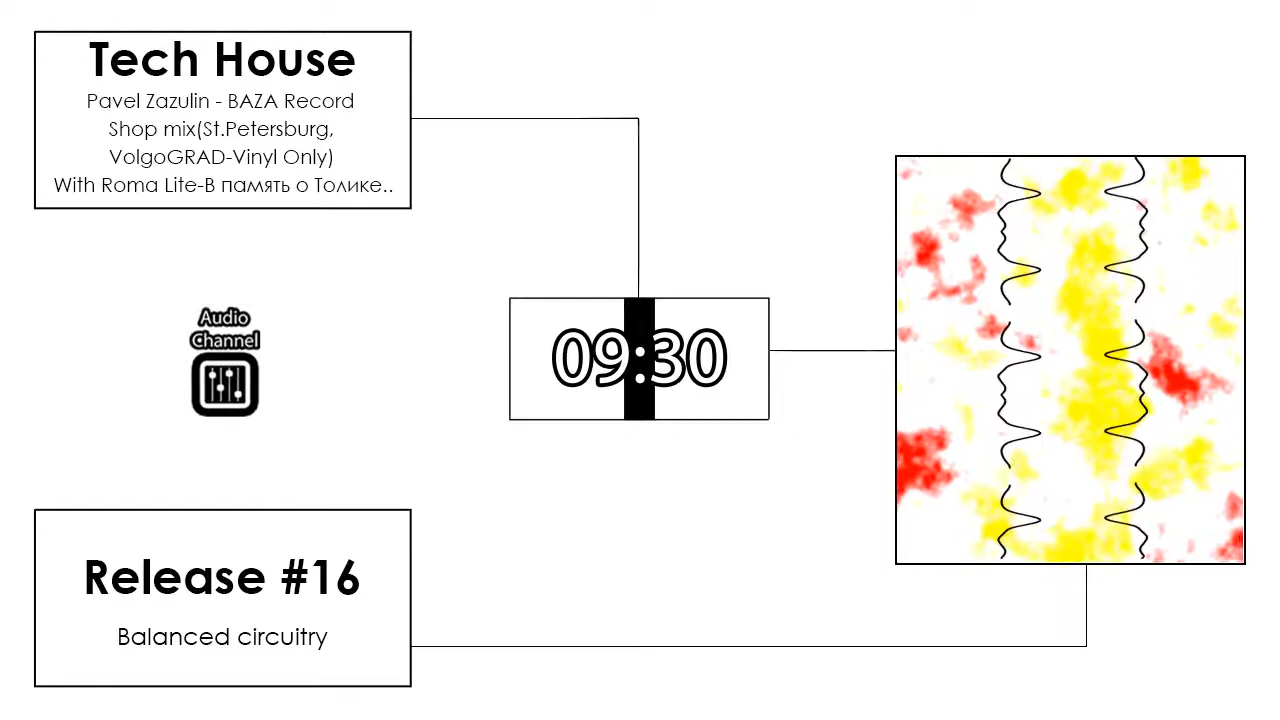 Tech House
Pavel Zazulin - BAZA Record
Shop mix(St.Petersburg,
VolgoGRAD-Vinyl Only)
With Roma Lite-В память о Толике..
Audio
Channel
09:30
Release #16
Balanced circuitry